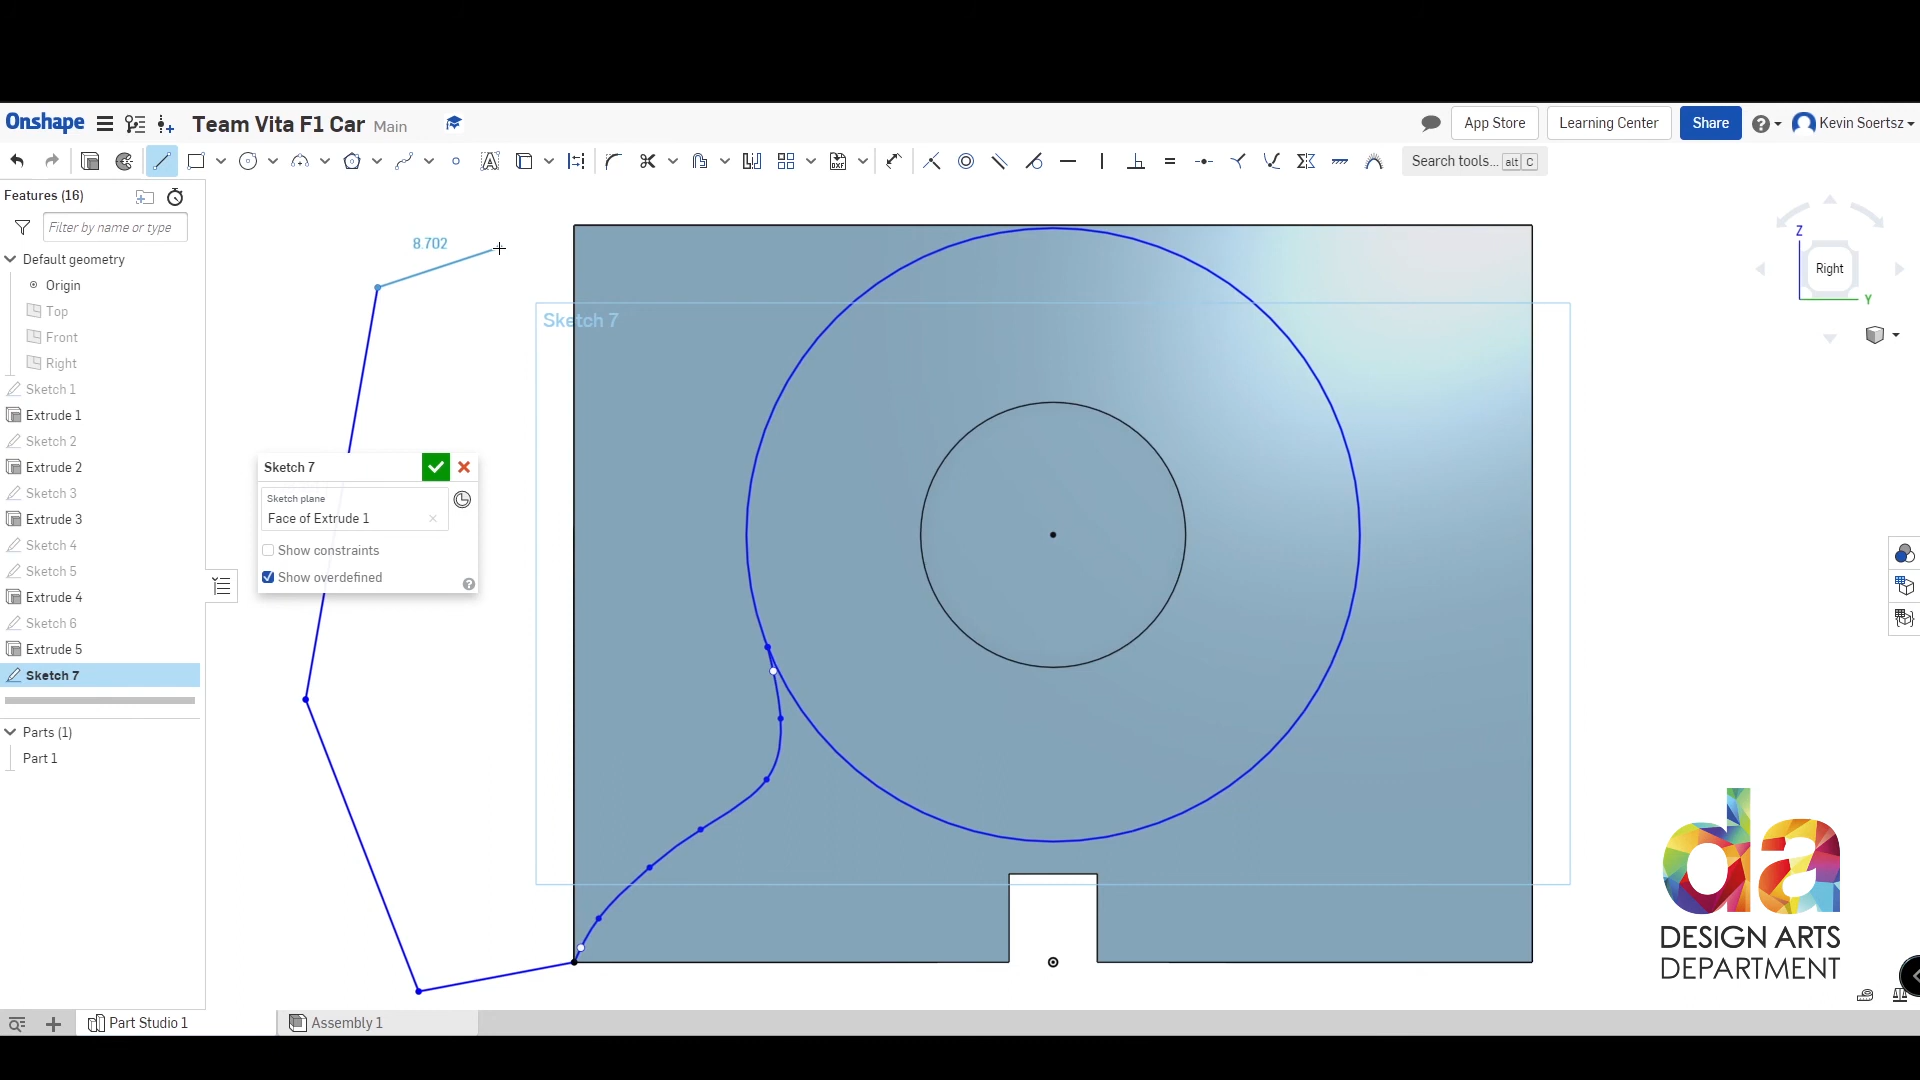 Onshape
Team Vita F1 Car Main
App Store
Learning Center
Share
Kevin Soertsz
Search tools... alt C
Features (16)
Filter by name or type
Default geometry
Origin
Top
Front
Right
Sketch 1
Extrude 1
Sketch 2
Extrude 2
Sketch 3
Extrude 3
Sketch 4
Sketch 5
Extrude 4
Sketch 6
Extrude 5
Sketch 7
Parts (1)
Part 1
8.702
Sketch 7
Sketch 7
Sketch plane
Face of Extrude 1
Show constraints
Show overdefined
Z
Right
Y
da
DESIGN ARTS
DEPARTMENT
Part Studio 1
Assembly 1